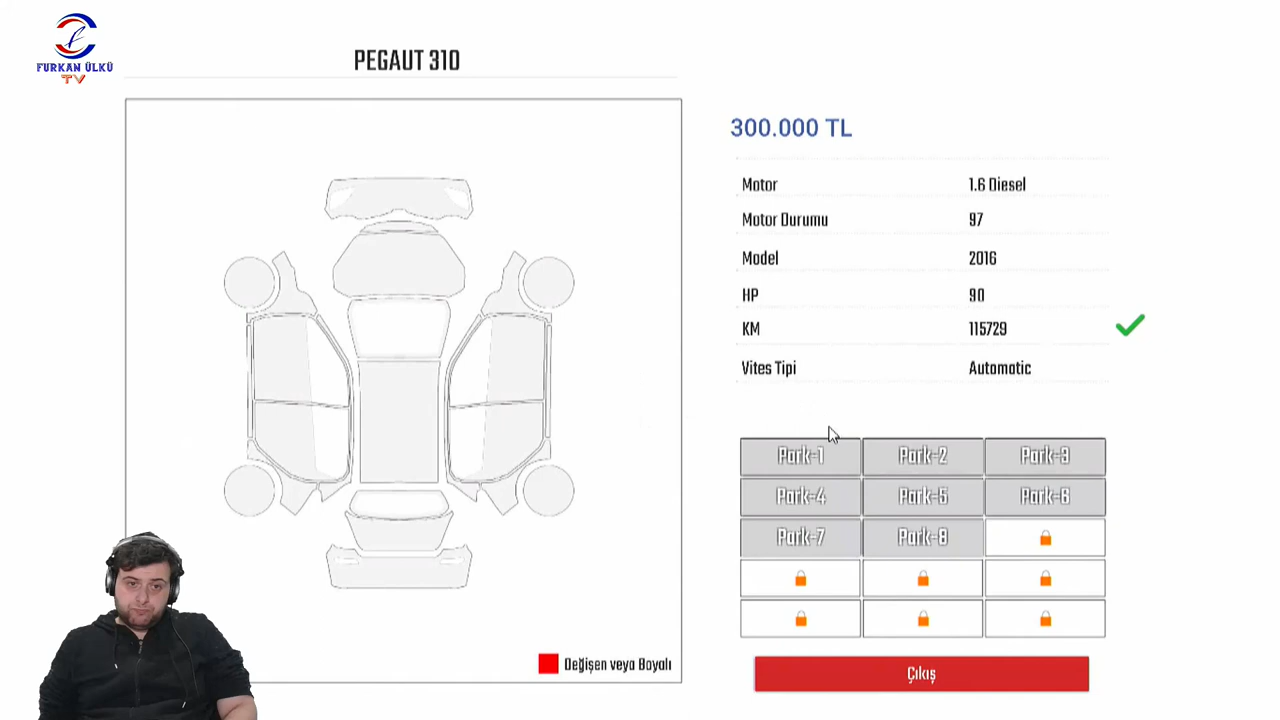 FURKAN ÜLKÜ
TV
PEGAUT 310
300.000 TL
Motor 1.6 Diesel
Motor Durumu 97
Model 2016
HP 90
KM 115729
Vites Tipi Automatic
Park-1 Park-2 Park-3
Park-4 Park-5 Park-6
Park-7 Park-8
Değişen veya Boyalı
Çıkış